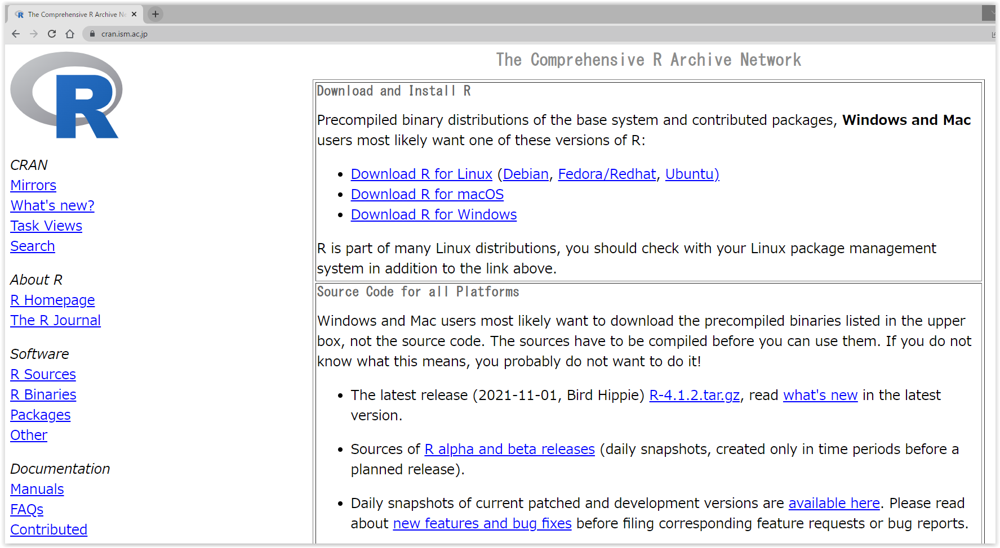 The Comprehensive R Archive Ne
cran.ism.ac.jp
R
CRAN
Mirrors
What's new?
Task Views
Search
About R
R Homepage
The R Journal
Software
R Sources
R Binaries
Packages
Other
Documentation
Manuals
FAQs
Contributed
The Comprehensive R Archive Network
Download and Install R
Precompiled binary distributions of the base system and contributed packages, Windows and Mac
users most likely want one of these versions of R:
• Download R for Linux (Debian, Fedora/Redhat, Ubuntu)
• Download R for macOS
• Download R for Windows
R is part of many Linux distributions, you should check with your Linux package management
system in addition to the link above.
Source Code for all Platforms
Windows and Mac users most likely want to download the precompiled binaries listed in the upper
box, not the source code. The sources have to be compiled before you can use them. If you do not
know what this means, you probably do not want to do it!
• The latest release (2021-11-01, Bird Hippie) R-4.1.2.tar.gz, read what's new in the latest
version.
• Sources of R alpha and beta releases (daily snapshots, created only in time periods before a
planned release).
• Daily snapshots of current patched and development versions are available here. Please read
about new features and bug fixes before filing corresponding feature requests or bug reports.